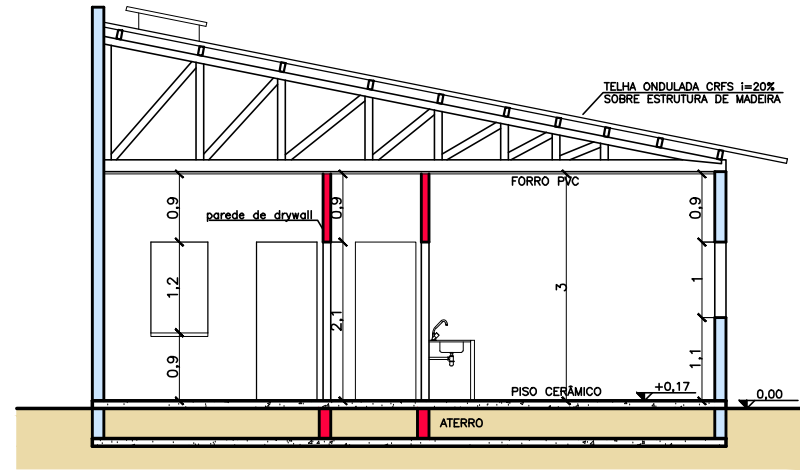 TELHA ONDULADA CRFS i=20%
SOBRE ESTRUTURA DE MADEIRA
FORRO PVC
0,9
0,9
0,9
parede de drywall
1,2
3
1
2,1
0,9
1,1
PISO CERÂMICO
+0,17
0,00
ATERRO